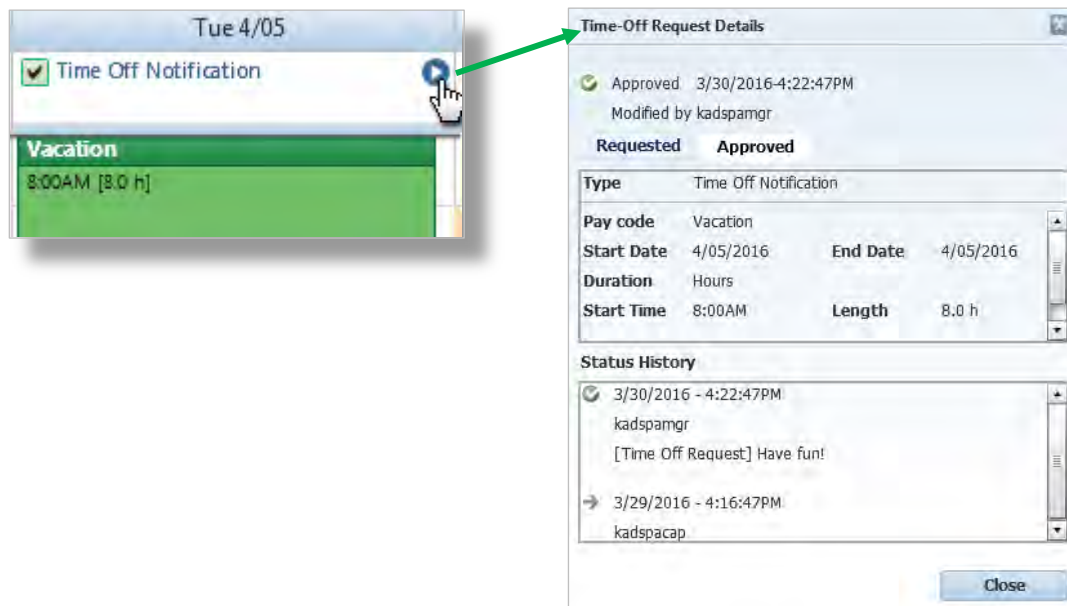 Tue 4/05
Time Off Notification
Vacation
8:00AM [8.0 h]
Time-Off Request Details
Approved 3/30/2016-4:22:47PM
Modified by kadspamgr
Requested Approved
Type Time Off Notification
Pay code Vacation
Start Date 4/05/2016 End Date 4/05/2016
Duration Hours
Start Time 8:00AM Length 8.0 h
Status History
3/30/2016 - 4:22:47PM
kadspamgr
[Time Off Request] Have fun!
3/29/2016 - 4:16:47PM
kadspacap
Close